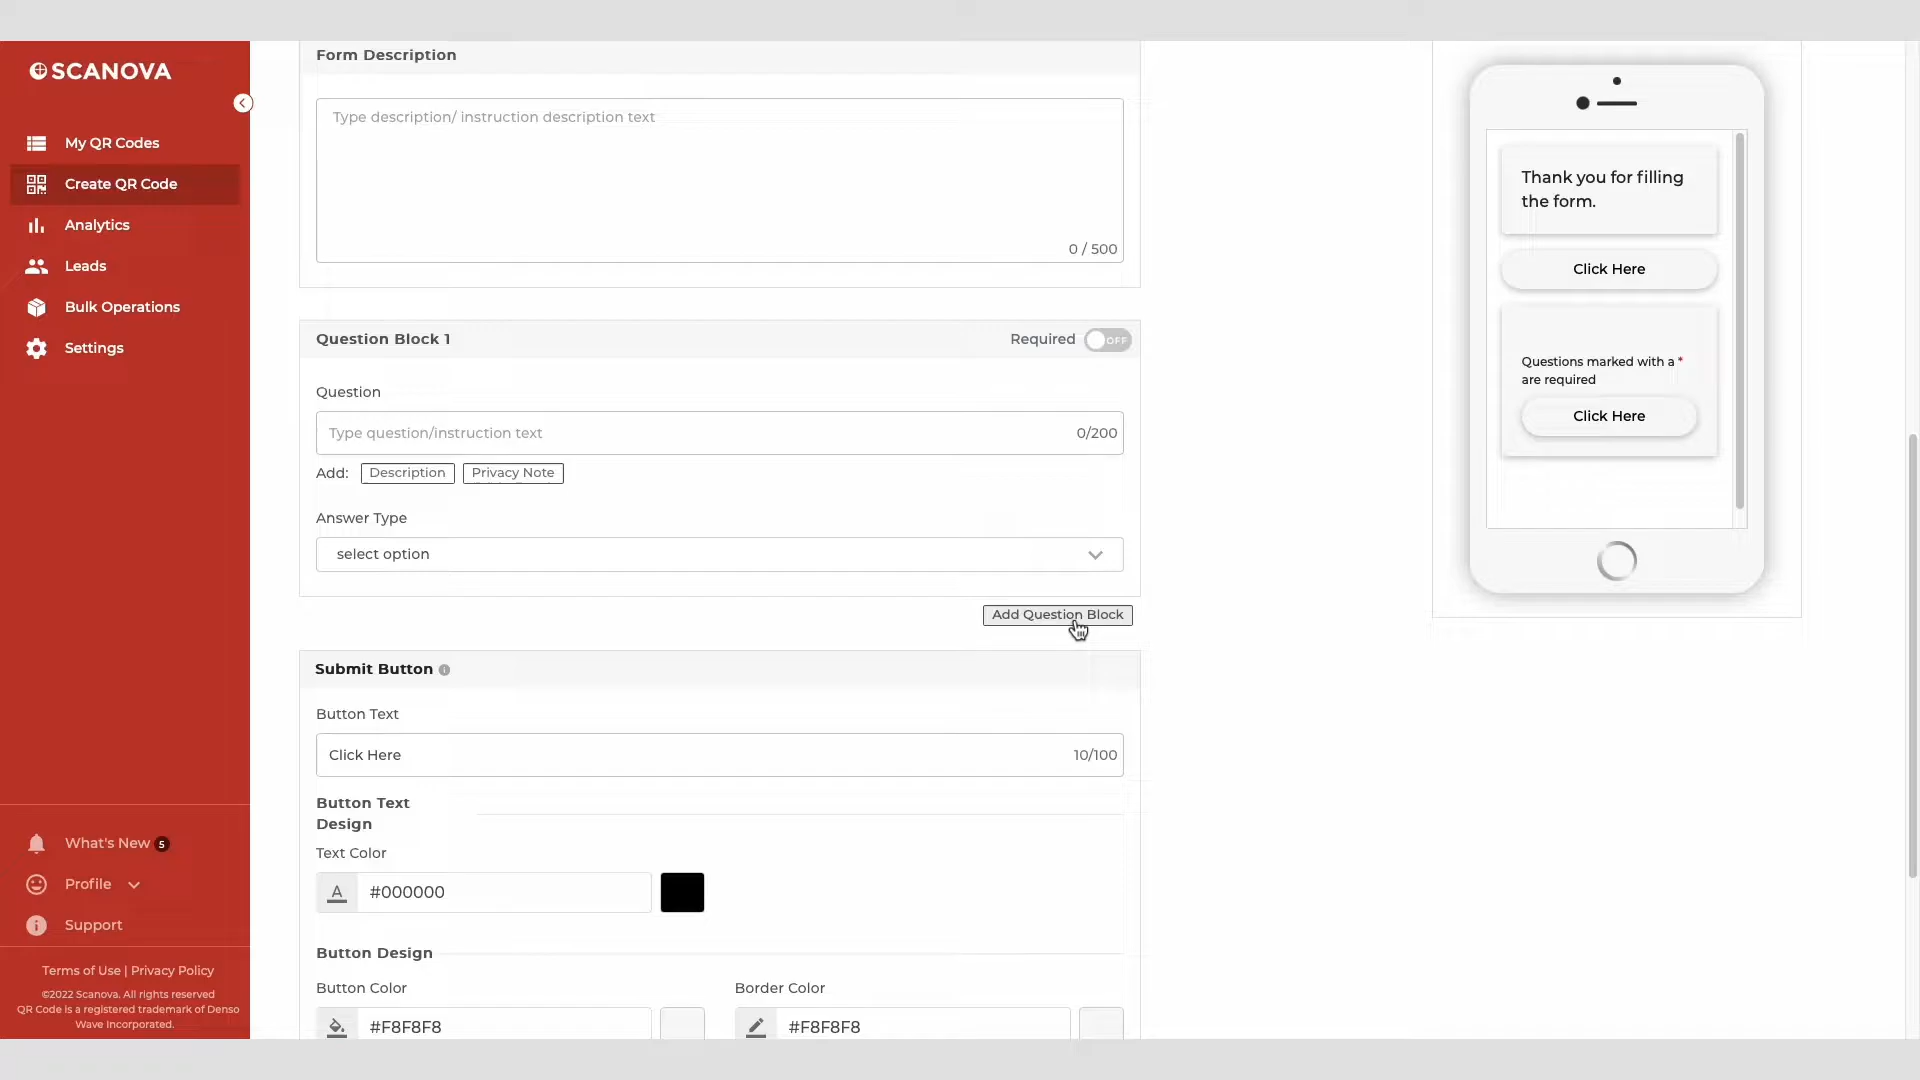 SCANOVA
My QR Codes
Create QR Code
Analytics
Leads
Bulk Operations
Settings
What's New 5
Profile
Support
Terms of Use | Privacy Policy
©2022 Scanova. All rights reserved
QR Code is a registered trademark of Denso
Wave Incorporated.
Form Description
Type description/ instruction description text
0 / 500
Question Block 1
Required OFF
Question
Type question/instruction text 0/200
Add: Description Privacy Note
Answer Type
select option
Add Question Block
Submit Button
Button Text
Click Here 10/100
Button Text
Design
Text Color
A #000000
Button Design
Button Color Border Color
#F8F8F8 #F8F8F8
Thank you for filling
the form.
Click Here
Questions marked with a *
are required
Click Here